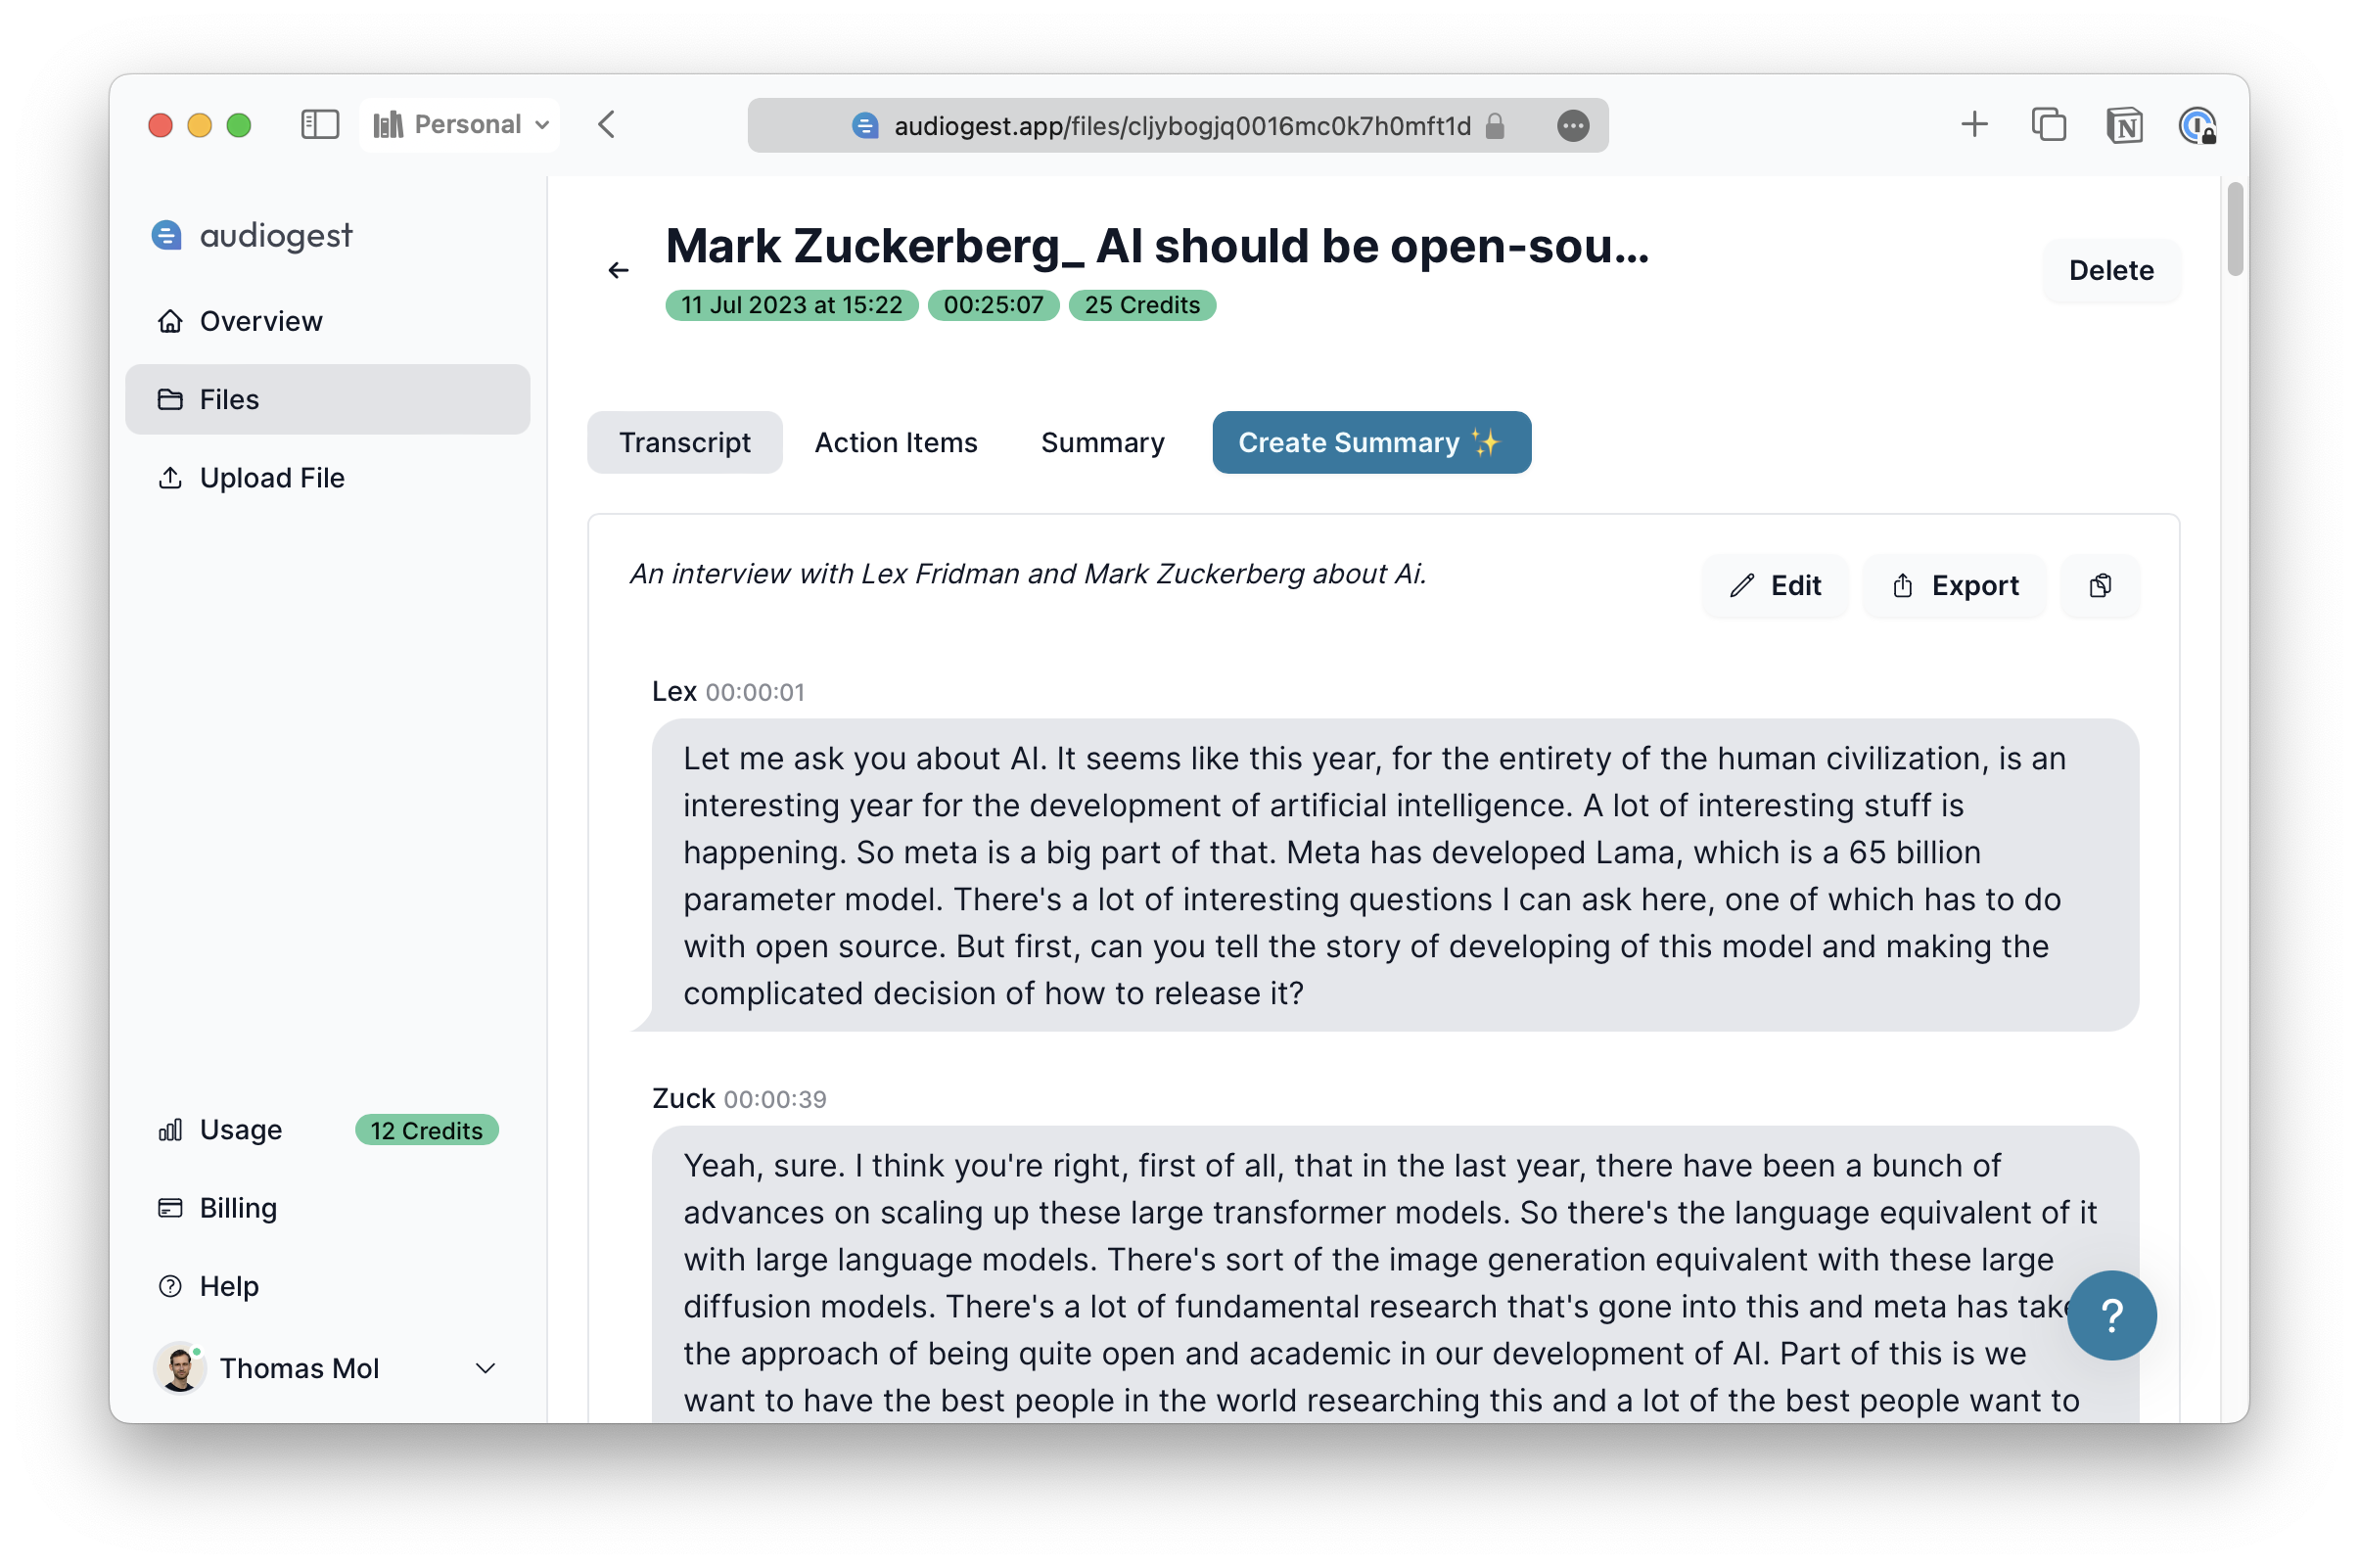 Personal
audiogest.app/files/cljybogjq0016mc0k7h0mft1d
audiogest
Overview
Files
Upload File
Usage
12 Credits
Billing
Help
Thomas Mol
Mark Zuckerberg_ AI should be open-sou...
11 Jul 2023 at 15:22
00:25:07
25 Credits
Delete
Transcript
Action Items
Summary
Create Summary ✨
An interview with Lex Fridman and Mark Zuckerberg about Ai.
Edit
Export
Lex 00:00:01
Let me ask you about AI. It seems like this year, for the entirety of the human civilization, is an
interesting year for the development of artificial intelligence. A lot of interesting stuff is
happening. So meta is a big part of that. Meta has developed Lama, which is a 65 billion
parameter model. There's a lot of interesting questions I can ask here, one of which has to do
with open source. But first, can you tell the story of developing of this model and making the
complicated decision of how to release it?
Zuck 00:00:39
Yeah, sure. I think you're right, first of all, that in the last year, there have been a bunch of
advances on scaling up these large transformer models. So there's the language equivalent of it
with large language models. There's sort of the image generation equivalent with these large
diffusion models. There's a lot of fundamental research that's gone into this and meta has take
the approach of being quite open and academic in our development of AI. Part of this is we
want to have the best people in the world researching this and a lot of the best people want to
?